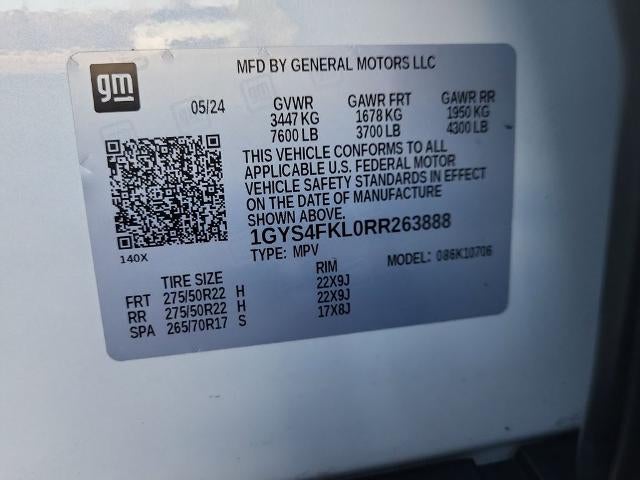 gm
MFD BY GENERAL MOTORS LLC
05/24 GVWR GAWR FRT GAWR RR
3447 KG 1678 KG 1950 KG
7600 LB 3700 LB 4300 LB
THIS VEHICLE CONFORMS TO ALL
APPLICABLE U.S. FEDERAL MOTOR
VEHICLE SAFETY STANDARDS IN EFFECT
ON THE DATE OF MANUFACTURE
SHOWN ABOVE.
1GYS4FKL0RR263888
140X TYPE: MPV MODEL: 086K10706
TIRE SIZE RIM
FRT 275/50R22 H 22X9J
RR 275/50R22 H 22X9J
SPA 265/70R17 S 17X8J